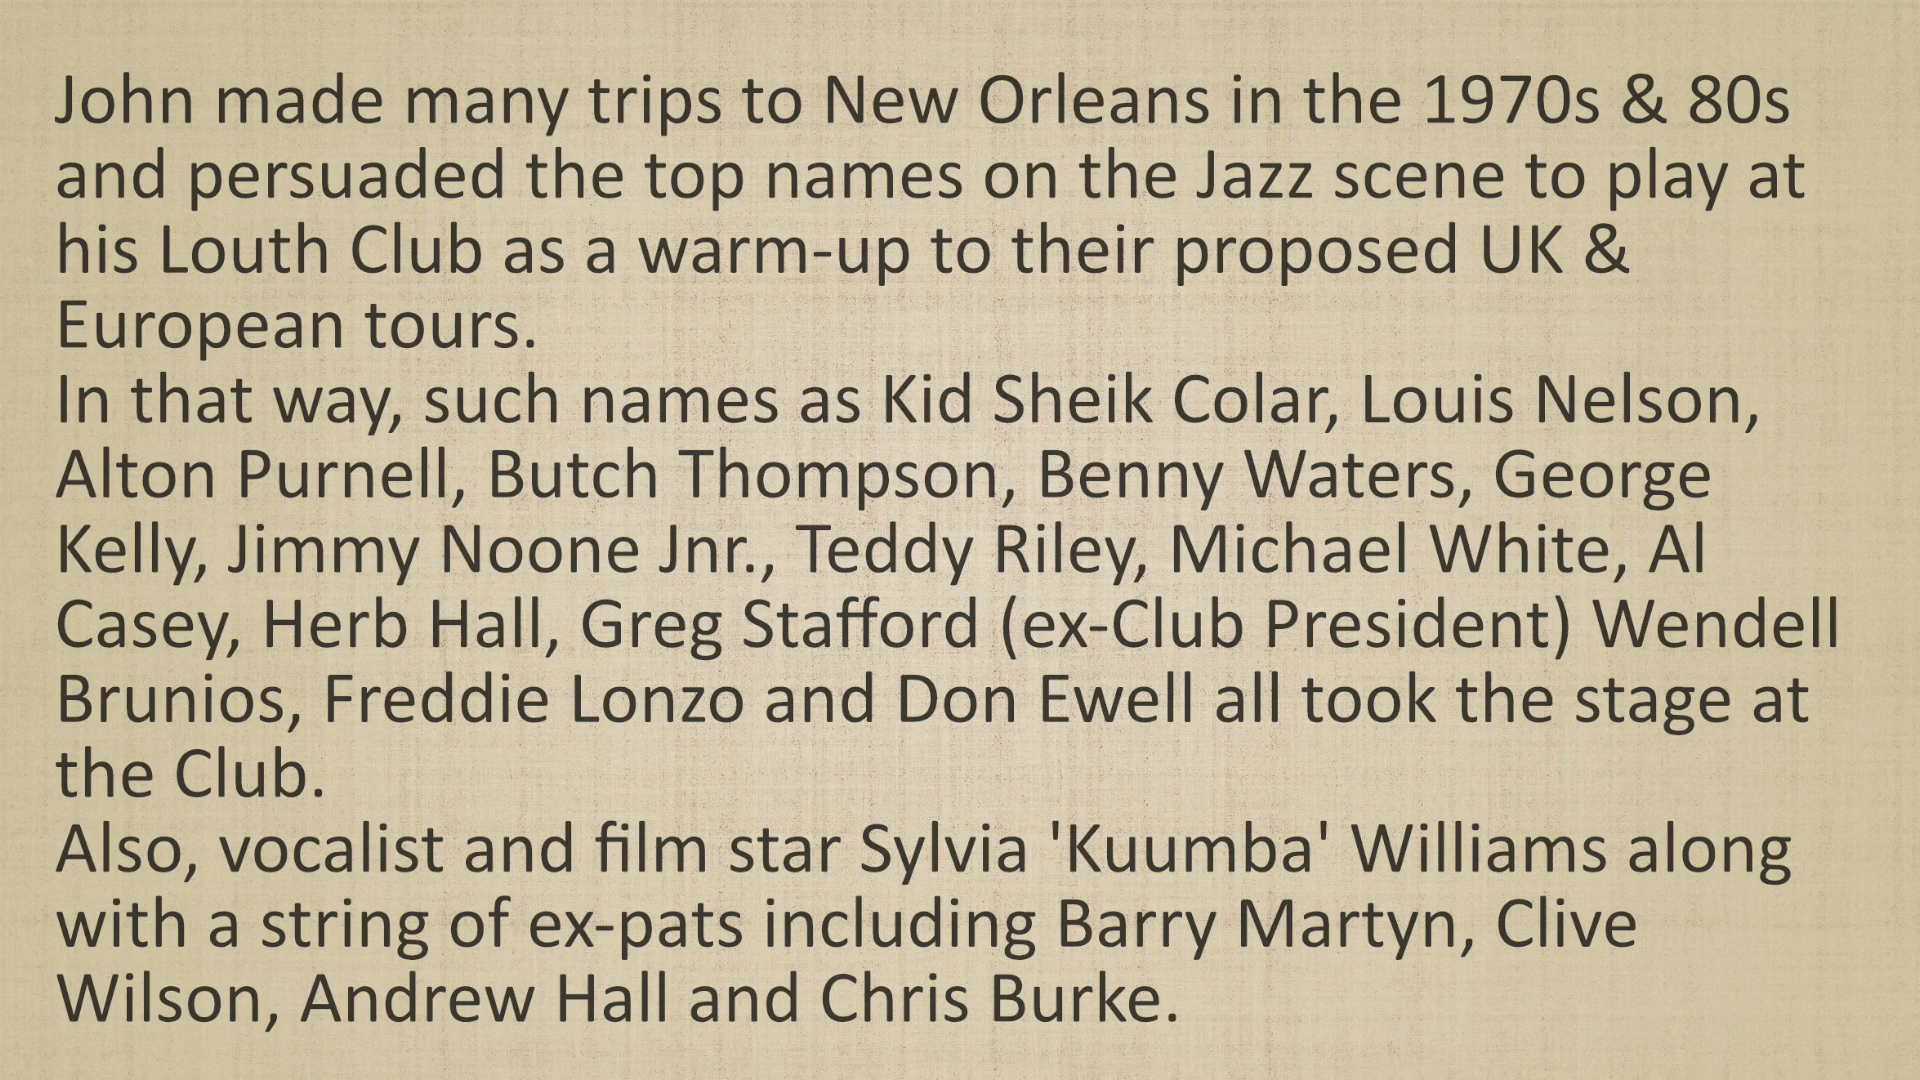 John made many trips to New Orleans in the 1970s & 80s
and persuaded the top names on the Jazz scene to play at
his Louth Club as a warm-up to their proposed UK &
European tours.
In that way, such names as Kid Sheik Colar, Louis Nelson,
Alton Purnell, Butch Thompson, Benny Waters, George
Kelly, Jimmy Noone Jnr., Teddy Riley, Michael White, Al
Casey, Herb Hall, Greg Stafford (ex-Club President) Wendell
Brunios, Freddie Lonzo and Don Ewell all took the stage at
the Club.
Also, vocalist and film star Sylvia 'Kuumba' Williams along
with a string of ex-pats including Barry Martyn, Clive
Wilson, Andrew Hall and Chris Burke.